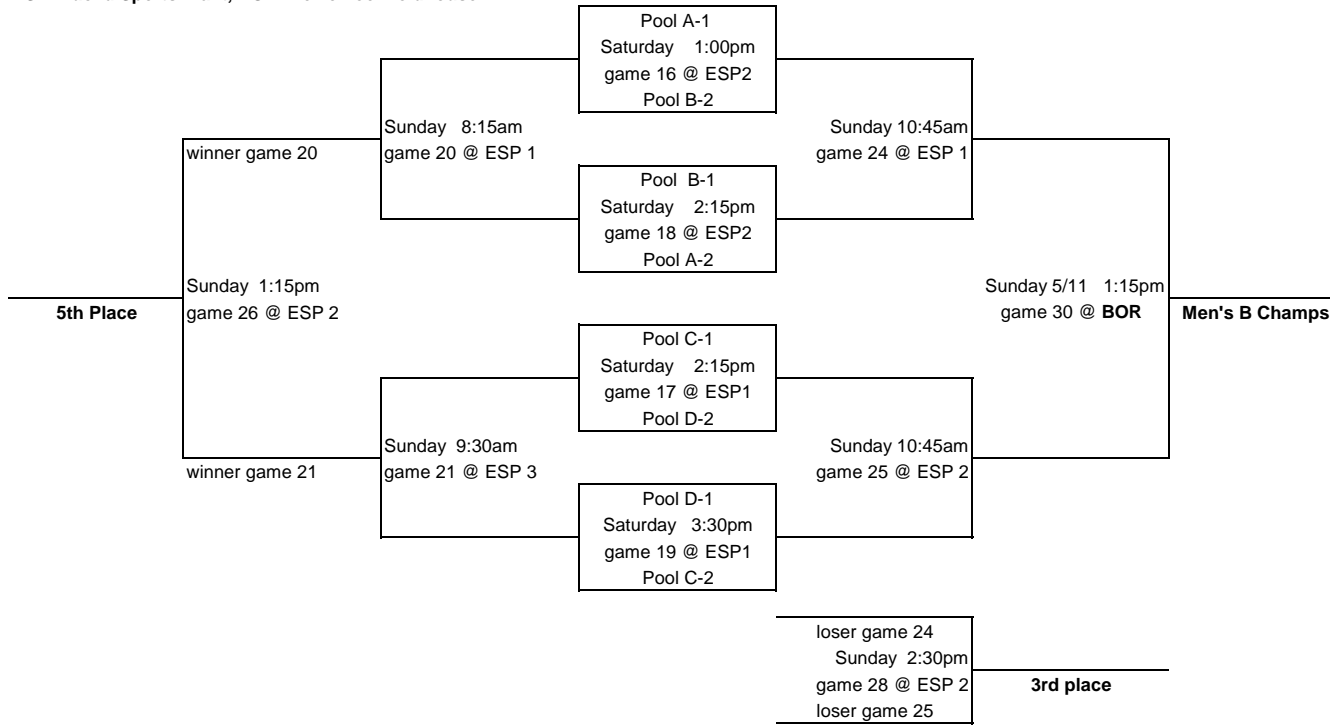 Pool A-1
Saturday 1:00pm
game 16 @ ESP2
Pool B-2
Sunday 8:15am
game 20 @ ESP 1
Sunday 10:45am
game 24 @ ESP 1
winner game 20
Pool B-1
Saturday 2:15pm
game 18 @ ESP2
Pool A-2
Sunday 1:15pm
game 26 @ ESP 2
5th Place
Sunday 5/11 1:15pm
game 30 @ BOR
Men's B Champs
Pool C-1
Saturday 2:15pm
game 17 @ ESP1
Pool D-2
Sunday 9:30am
game 21 @ ESP 3
Sunday 10:45am
game 25 @ ESP 2
winner game 21
Pool D-1
Saturday 3:30pm
game 19 @ ESP1
Pool C-2
loser game 24
Sunday 2:30pm
game 28 @ ESP 2
loser game 25
3rd place